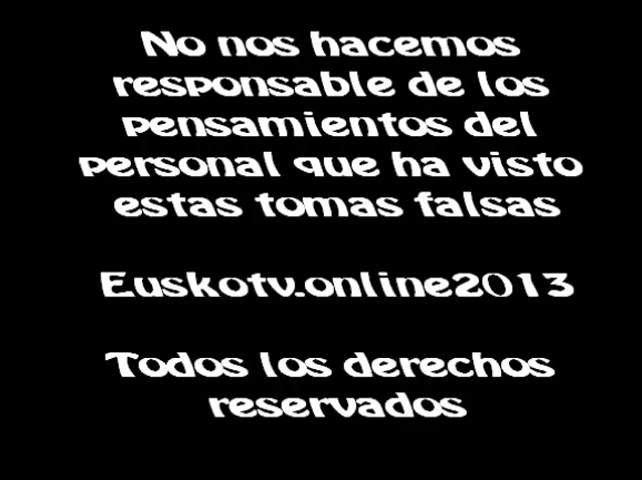 No nos hacemos
responsable de los
pensamientos del
personal que ha visto
estas tomas falsas
Euskotv.online2013
Todos los derechos
reservados